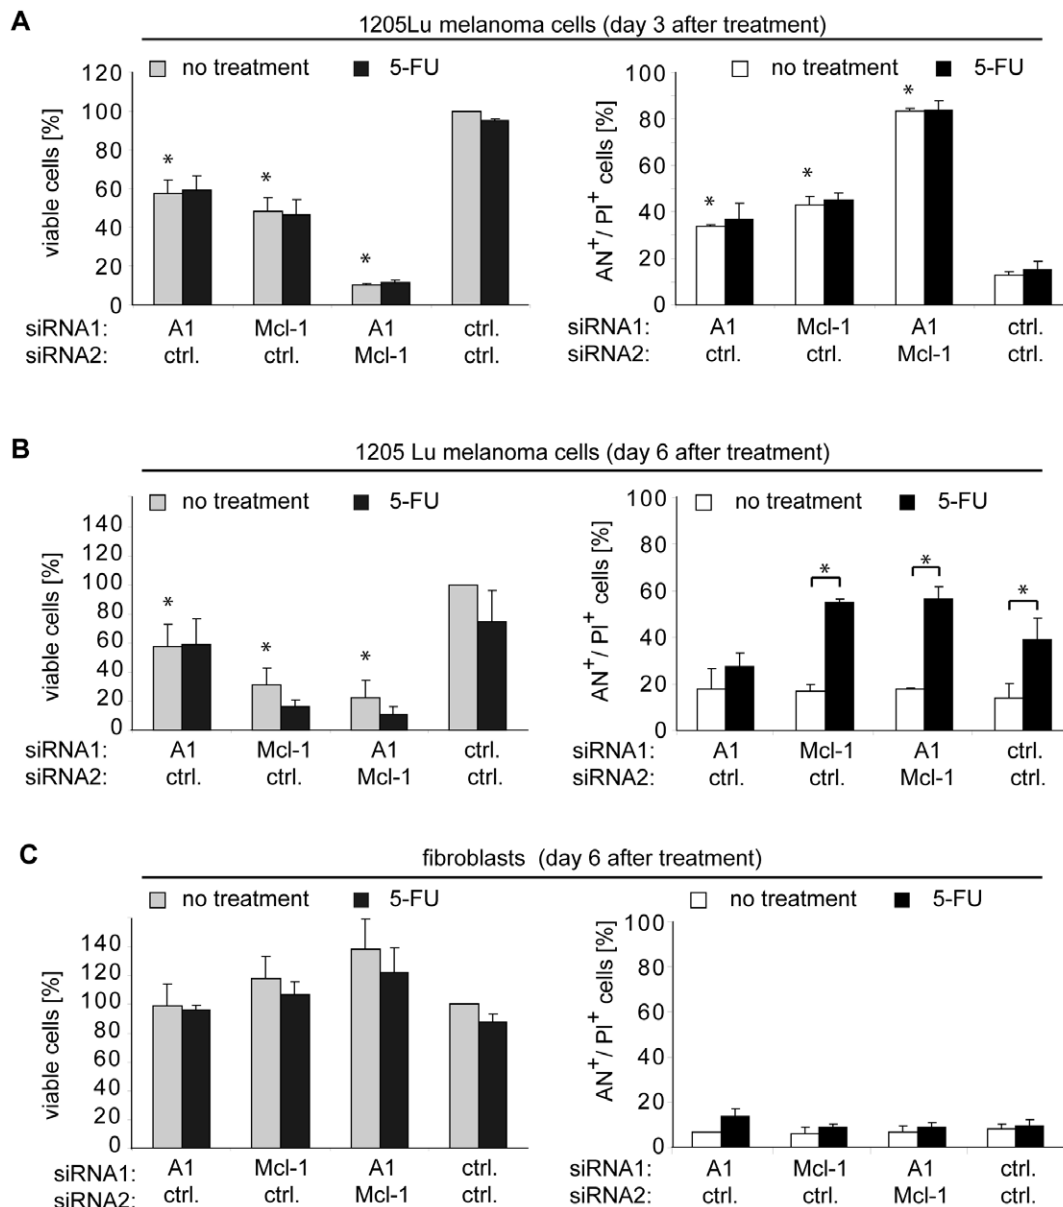 A
1205Lu melanoma cells (day 3 after treatment)
no treatment 5-FU
viable cells [%]
120
100
80
60
40
20
0
siRNA1: A1 Mcl-1 A1 ctrl.
siRNA2: ctrl. ctrl. Mcl-1 ctrl.
* * *
no treatment 5-FU
AN+/ PI+ cells [%]
100
80
60
40
20
0
* * *
siRNA1: A1 Mcl-1 A1 ctrl.
siRNA2: ctrl. ctrl. Mcl-1 ctrl.
B
1205 Lu melanoma cells (day 6 after treatment)
no treatment 5-FU
viable cells [%]
140
120
100
80
60
40
20
0
* * *
siRNA1: A1 Mcl-1 A1 ctrl.
siRNA2: ctrl. ctrl. Mcl-1 ctrl.
no treatment 5-FU
AN+/ PI+ cells [%]
100
80
60
40
20
0
* * *
siRNA1: A1 Mcl-1 A1 ctrl.
siRNA2: ctrl. ctrl. Mcl-1 ctrl.
C
fibroblasts (day 6 after treatment)
no treatment 5-FU
viable cells [%]
140
120
100
80
60
40
20
0
siRNA1: A1 Mcl-1 A1 ctrl.
siRNA2: ctrl. ctrl. Mcl-1 ctrl.
no treatment 5-FU
AN+/ PI+ cells [%]
100
80
60
40
20
0
siRNA1: A1 Mcl-1 A1 ctrl.
siRNA2: ctrl. ctrl. Mcl-1 ctrl.